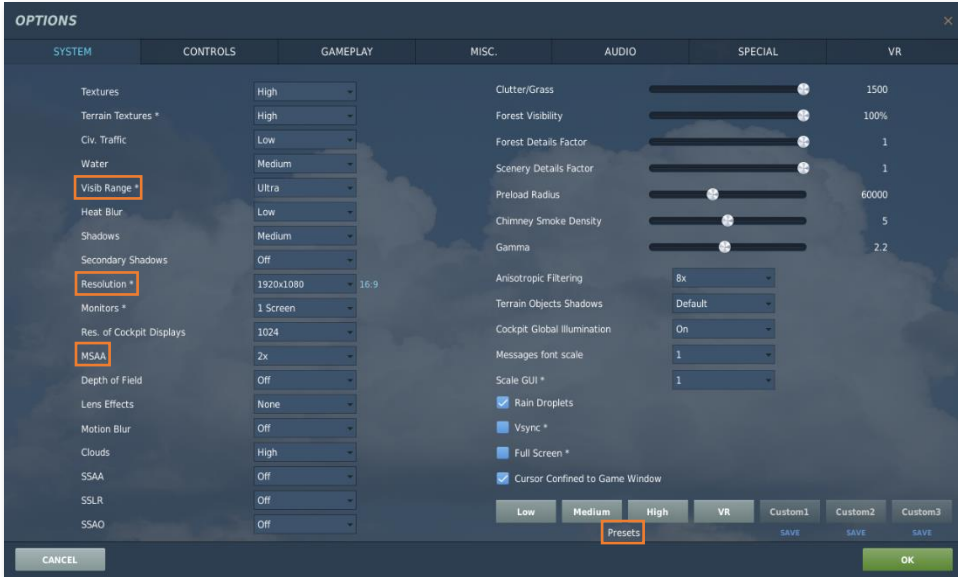 OPTIONS
SYSTEM CONTROLS GAMEPLAY MISC. AUDIO SPECIAL VR
Textures High
Terrain Textures * High
Civ. Traffic Low
Water Medium
Visib Range * Ultra
Heat Blur Low
Shadows Medium
Secondary Shadows Off
Resolution * 1920x1080 16:9
Monitors * 1 Screen
Res. of Cockpit Displays 1024
MSAA 2x
Depth of Field Off
Lens Effects None
Motion Blur Off
Clouds High
SSAA Off
SSLR Off
SSAO Off
Clutter/Grass 1500
Forest Visibility 100%
Forest Details Factor 1
Scenery Details Factor 1
Preload Radius 60000
Chimney Smoke Density 5
Gamma 2.2
Anisotropic Filtering 8x
Terrain Objects Shadows Default
Cockpit Global Illumination On
Messages font scale 1
Scale GUI * 1
Rain Droplets
Vsync *
Full Screen *
Cursor Confined to Game Window
Low Medium High VR Custom1 Custom2 Custom3
Presets SAVE SAVE SAVE
CANCEL OK